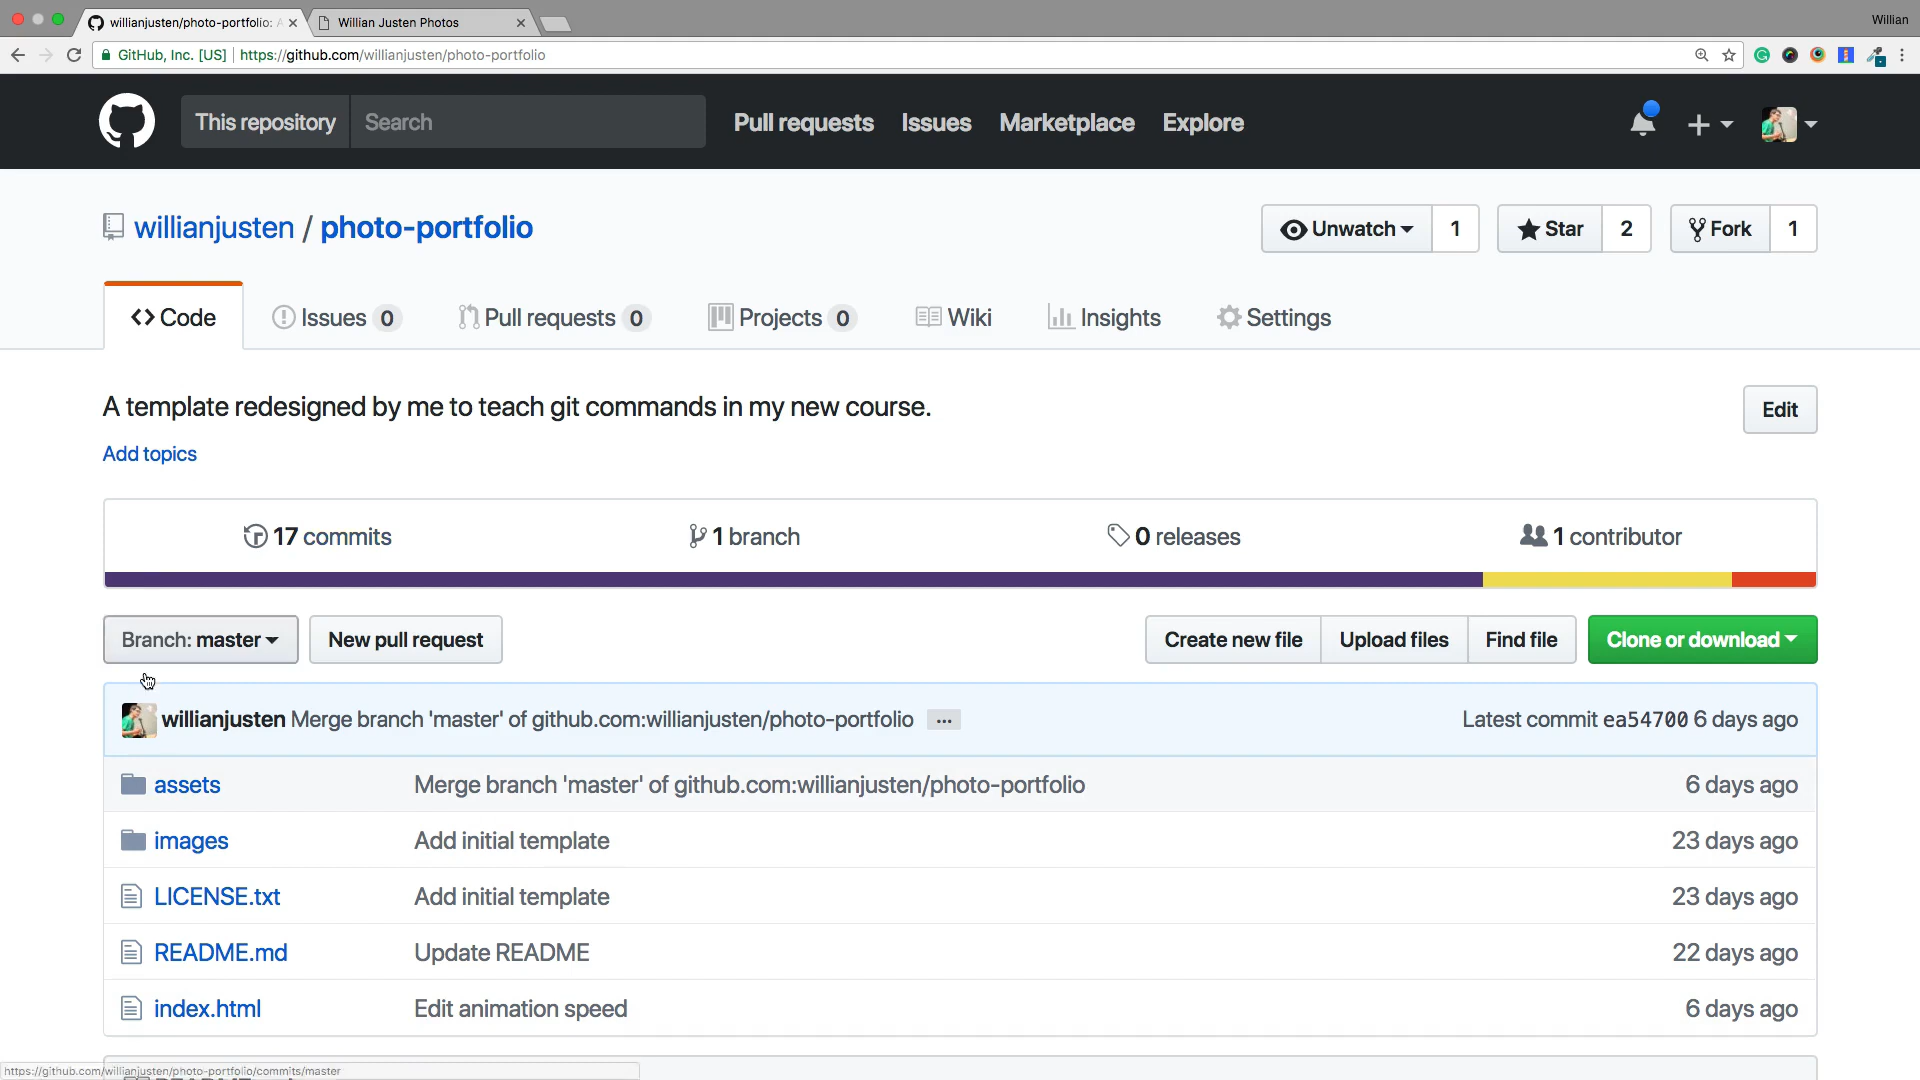 willianjusten/photo-portfolio: A
Willian Justen Photos
Willian
GitHub, Inc. [US]
https://github.com/willianjusten/photo-portfolio
This repository
Search
Pull requests
Issues
Marketplace
Explore
willianjusten / photo-portfolio
Unwatch 1
Star 2
Fork 1
Code
Issues 0
Pull requests 0
Projects 0
Wiki
Insights
Settings
A template redesigned by me to teach git commands in my new course.
Edit
Add topics
17 commits
1 branch
0 releases
1 contributor
Branch: master
New pull request
Create new file
Upload files
Find file
Clone or download
willianjusten Merge branch 'master' of github.com:willianjusten/photo-portfolio ...
Latest commit ea54700 6 days ago
assets Merge branch 'master' of github.com:willianjusten/photo-portfolio 6 days ago
images Add initial template 23 days ago
LICENSE.txt Add initial template 23 days ago
README.md Update README 22 days ago
index.html Edit animation speed 6 days ago
https://github.com/willianjusten/photo-portfolio/commits/master